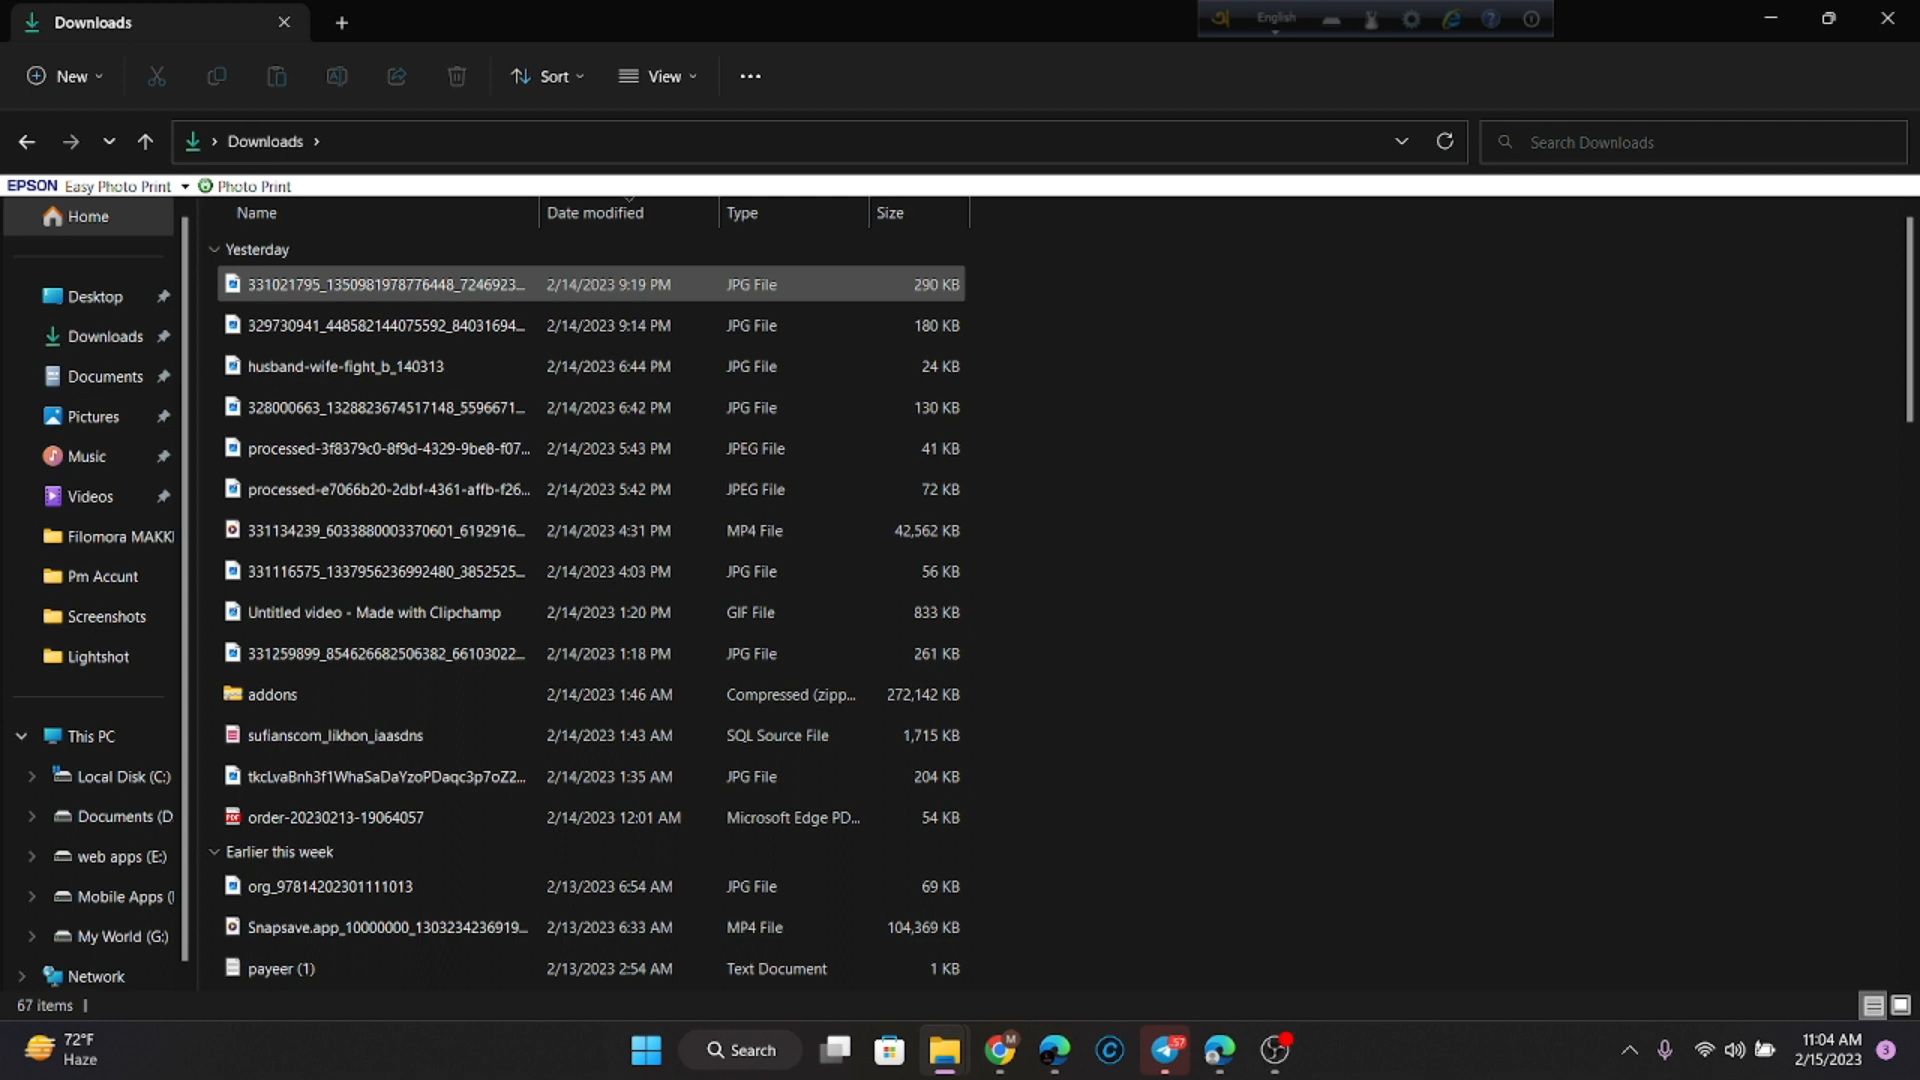 Downloads
English
New
Sort
View
Downloads
Search Downloads
EPSON Easy Photo Print Photo Print
Home
Desktop
Downloads
Documents
Pictures
Music
Videos
Filomora MAKKI
Pm Accunt
Screenshots
Lightshot
This PC
Local Disk (C:)
Documents (D
web apps (E:)
Mobile Apps (
My World (G:)
Network
Name Date modified Type Size
Yesterday
331021795_1350981978776448_7246923... 2/14/2023 9:19 PM JPG File 290 KB
329730941_448582144075592_84031694... 2/14/2023 9:14 PM JPG File 180 KB
husband-wife-fight_b_140313 2/14/2023 6:44 PM JPG File 24 KB
328000663_1328823674517148_5596671... 2/14/2023 6:42 PM JPG File 130 KB
processed-3f8379c0-8f9d-4329-9be8-f07... 2/14/2023 5:43 PM JPEG File 41 KB
processed-e7066b20-2dbf-4361-affb-f26... 2/14/2023 5:42 PM JPEG File 72 KB
331134239_6033880003370601_6192916... 2/14/2023 4:31 PM MP4 File 42,562 KB
331116575_1337956236992480_3852525... 2/14/2023 4:03 PM JPG File 56 KB
Untitled video - Made with Clipchamp 2/14/2023 1:20 PM GIF File 833 KB
331259899_854626682506382_66103022... 2/14/2023 1:18 PM JPG File 261 KB
addons 2/14/2023 1:46 AM Compressed (zipp... 272,142 KB
sufianscom_likhon_iaasdns 2/14/2023 1:43 AM SQL Source File 1,715 KB
tkcLvaBnh3f1WhaSaDaYzoPDaqc3p7oZ2... 2/14/2023 1:35 AM JPG File 204 KB
order-20230213-19064057 2/14/2023 12:01 AM Microsoft Edge PD... 54 KB
Earlier this week
org_97814202301111013 2/13/2023 6:54 AM JPG File 69 KB
Snapsave.app_10000000_1303234236919... 2/13/2023 6:33 AM MP4 File 104,369 KB
payeer (1) 2/13/2023 2:54 AM Text Document 1 KB
67 items
72°F
Haze
Search
57
11:04 AM
2/15/2023
3